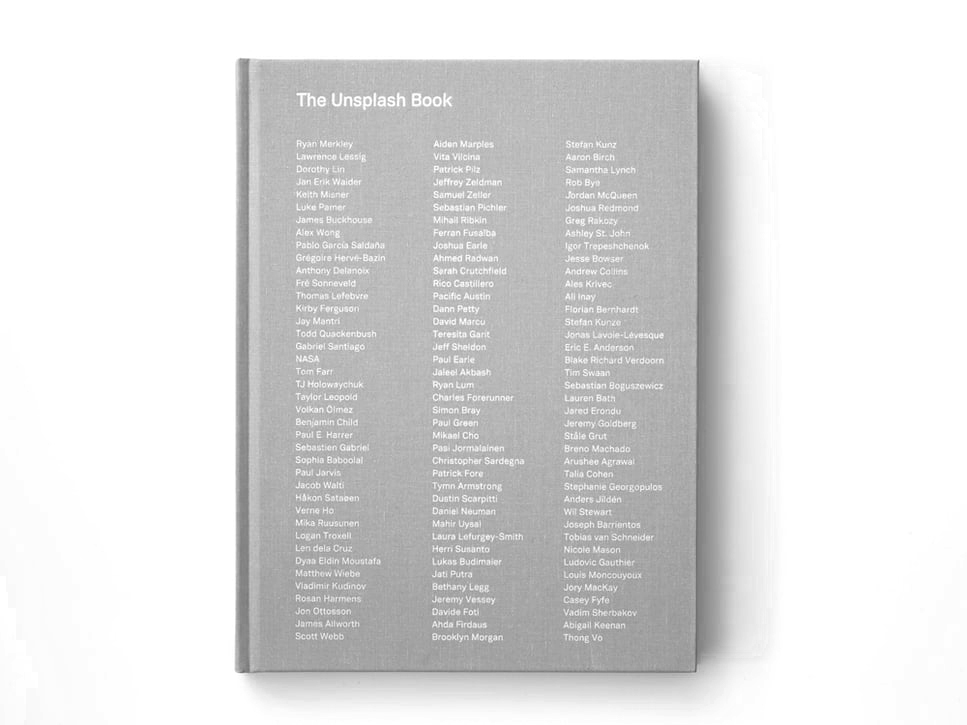 The Unsplash Book
Ryan Merkley
Lawrence Lessig
Dorothy Lin
Jan Erik Waider
Keith Misner
Luke Pamer
James Buckhouse
Alex Wong
Pablo García Saldaña
Grégoire Hervé-Bazin
Anthony Delanoix
Fré Sonneveld
Thomas Lefebvre
Kirby Ferguson
Jay Mantri
Todd Quackenbush
Gabriel Santiago
NASA
Tom Farr
TJ Holowaychuk
Taylor Leopold
Volkan Olmez
Benjamin Child
Paul E. Harrer
Sebastien Gabriel
Sophia Baboolal
Paul Jarvis
Jacob Walti
Håkon Sataøen
Verne Ho
Mika Ruusunen
Logan Troxell
Len dela Cruz
Dyaa Eldin Moustafa
Matthew Wiebe
Vladimir Kudinov
Rosan Harmens
Jon Ottosson
James Allworth
Scott Webb
Aiden Marples
Vita Vilcina
Patrick Pilz
Jeffrey Zeldman
Samuel Zeller
Sebastian Pichler
Mihail Ribkin
Ferran Fusalba
Joshua Earle
Ahmed Radwan
Sarah Crutchfield
Rico Castillero
Pacific Austin
Dann Petty
David Marcu
Teresita Garit
Jeff Sheldon
Paul Earle
Jaleel Akbash
Ryan Lum
Charles Forerunner
Simon Bray
Paul Green
Mikael Cho
Pasi Jormalainen
Christopher Sardegna
Patrick Fore
Tymn Armstrong
Dustin Scarpitti
Daniel Neuman
Mahir Uysal
Laura Lefurgey-Smith
Herri Susanto
Lukas Budimaier
Jati Putra
Bethany Legg
Jeremy Vessey
Davide Foti
Ahda Firdaus
Brooklyn Morgan
Stefan Kunz
Aaron Birch
Samantha Lynch
Rob Bye
Jordan McQueen
Joshua Redmond
Greg Rakozy
Ashley St. John
Igor Trepeshchenok
Jesse Bowser
Andrew Collins
Ales Krivec
Ali Inay
Florian Bernhardt
Stefan Kunze
Jonas Lavoie-Lévesque
Eric E. Anderson
Blake Richard Verdoorn
Tim Swaan
Sebastian Boguszewicz
Lauren Bath
Jared Erondu
Jeremy Goldberg
Ståle Grut
Breno Machado
Arushee Agrawal
Talia Cohen
Stephanie Georgopulos
Anders Jildén
Wil Stewart
Joseph Barrientos
Tobias van Schneider
Nicole Mason
Ludovic Gauthier
Louis Moncouyoux
Jory MacKay
Casey Fyfe
Vadim Sherbakov
Abigail Keenan
Thong Vo